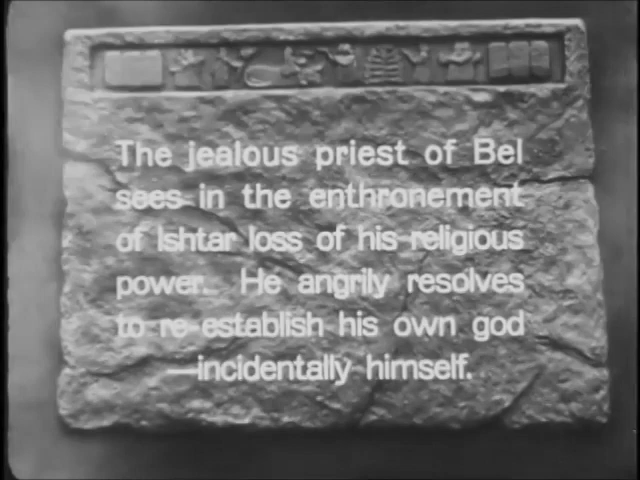 The jealous priest of Bel
sees in the enthronement
of Ishtar loss of his religious
power. He angrily resolves
to re-establish his own god
—incidentally himself.